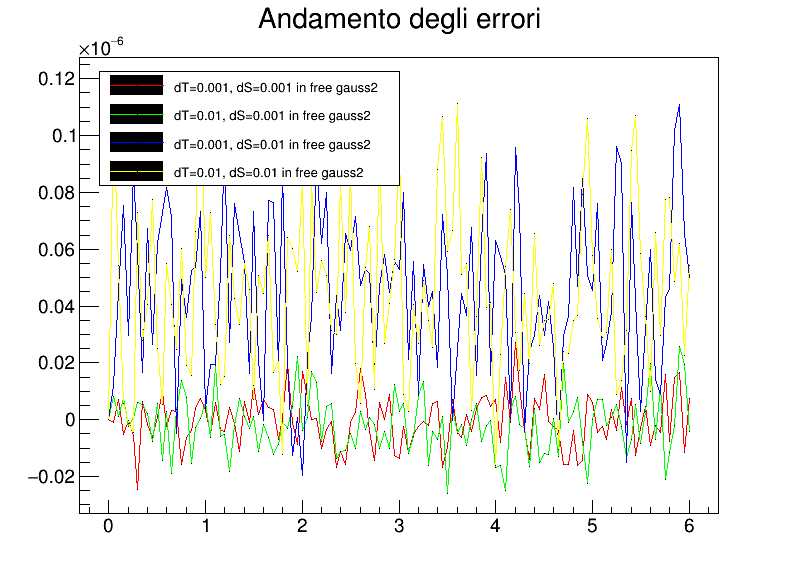 Andamento degli errori
×10⁻⁶
0.12
0.1
0.08
0.06
0.04
0.02
0
−0.02
dT=0.001, dS=0.001 in free gauss2
dT=0.01, dS=0.001 in free gauss2
dT=0.001, dS=0.01 in free gauss2
dT=0.01, dS=0.01 in free gauss2
0 1 2 3 4 5 6